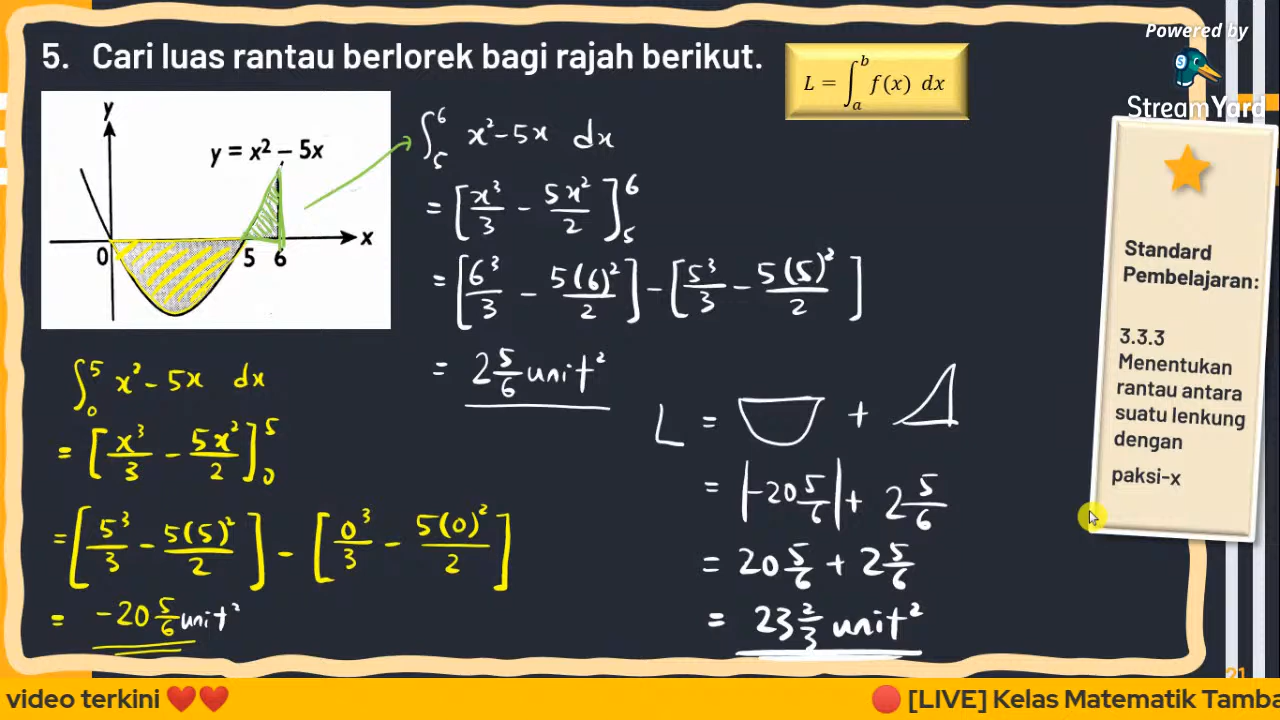 5. Cari luas rantau berlorek bagi rajah berikut.
L = ∫_a^b f(x) dx
Powered by
StreamYard
y
y = x² − 5x
x
0
5
6
∫_5^6 x² − 5x dx
= [x³/3 − 5x²/2]_5^6
= [6³/3 − 5(6)²/2] − [5³/3 − 5(5)²/2]
= 2 5/6 unit²
∫_0^5 x² − 5x dx
= [x³/3 − 5x²/2]_0^5
= [5³/3 − 5(5)²/2] − [0³/3 − 5(0)²/2]
= −20 5/6 unit²
L = +
= |−20 5/6| + 2 5/6
= 20 5/6 + 2 5/6
= 23 2/3 unit²
Standard
Pembelajaran:
3.3.3
Menentukan
rantau antara
suatu lenkung
dengan
paksi-x
21
video terkini ❤️❤️
🔴 [LIVE] Kelas Matematik Tamba